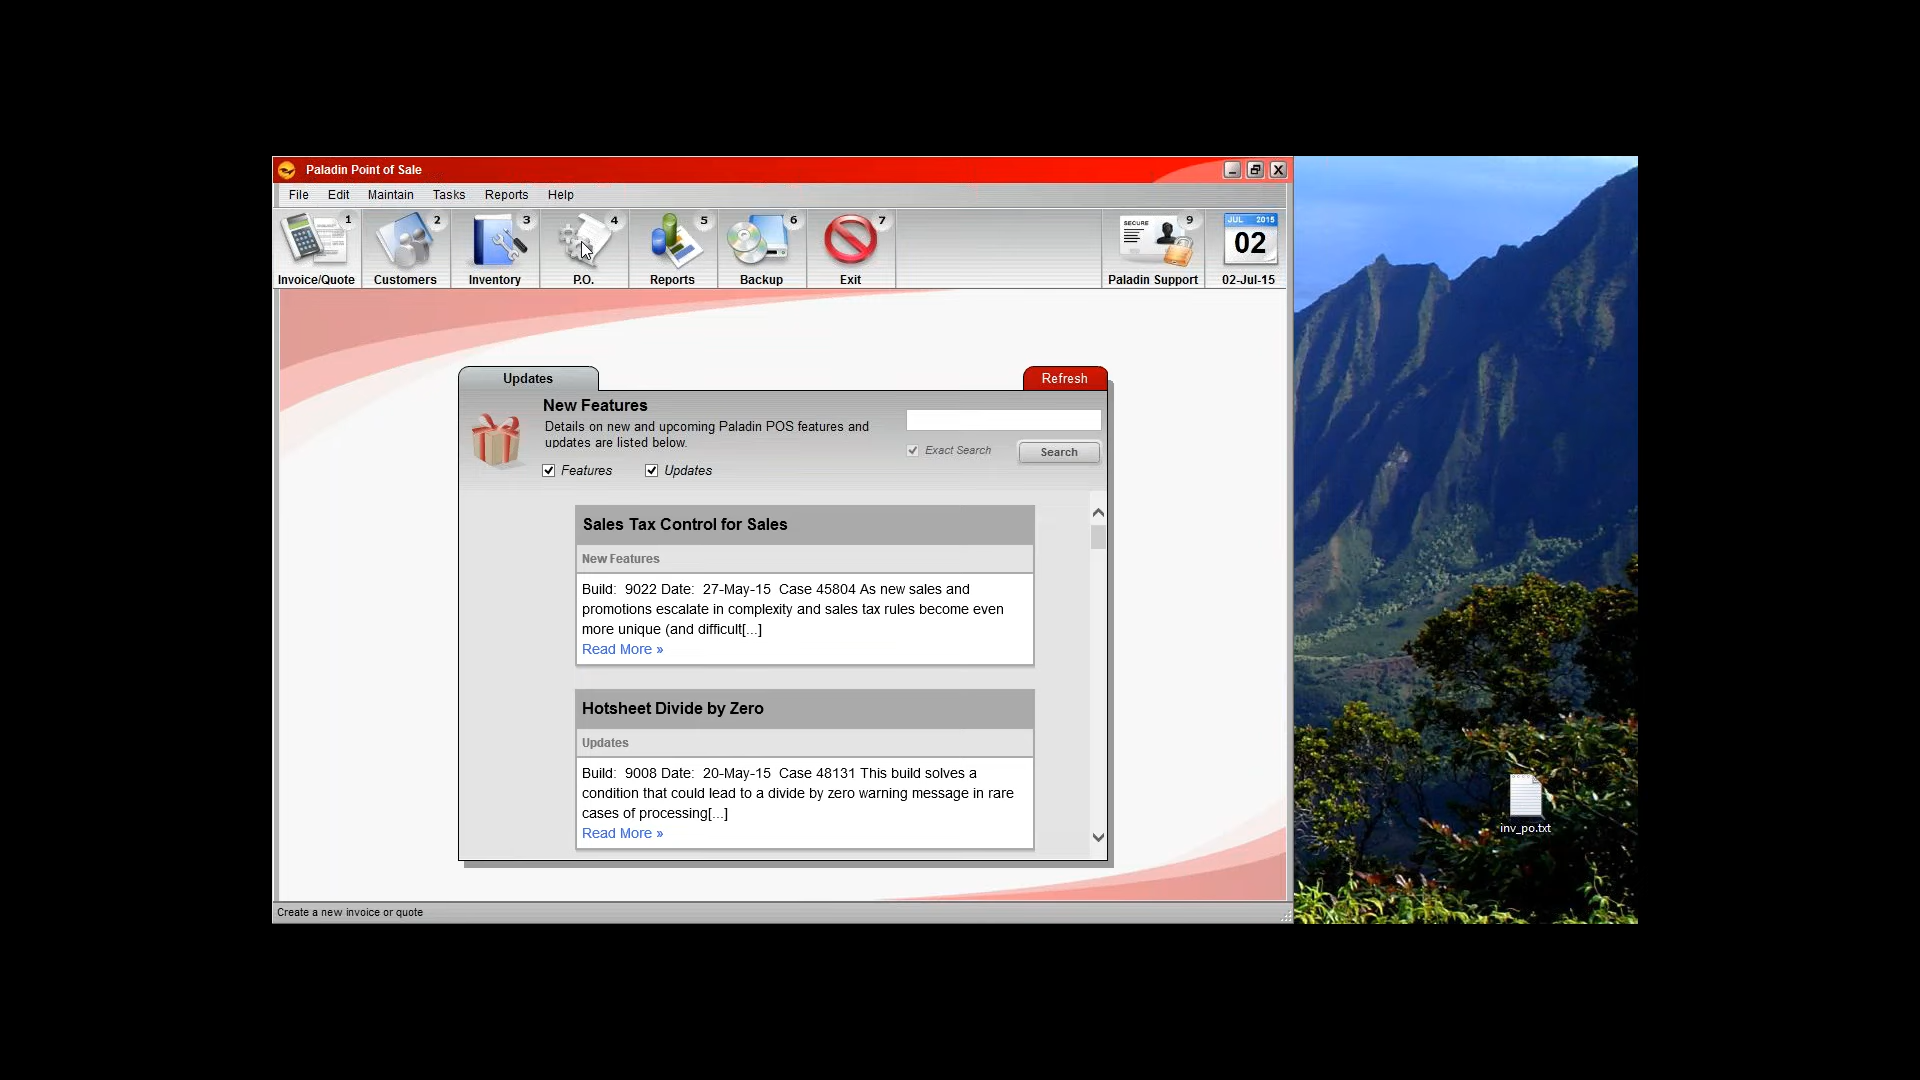 Paladin Point of Sale
File Edit Maintain Tasks Reports Help
1 2 3 4 5 6 7 9
SECURE
JUL 2015
02
Invoice/Quote Customers Inventory P.O. Reports Backup Exit Paladin Support 02-Jul-15
Updates
Refresh
New Features
Details on new and upcoming Paladin POS features and
updates are listed below.
Exact Search
Search
Features Updates
Sales Tax Control for Sales
New Features
Build: 9022 Date: 27-May-15 Case 45804 As new sales and
promotions escalate in complexity and sales tax rules become even
more unique (and difficult[...]
Read More »
Hotsheet Divide by Zero
Updates
Build: 9008 Date: 20-May-15 Case 48131 This build solves a
condition that could lead to a divide by zero warning message in rare
cases of processing[...]
Read More »
inv_po.txt
Create a new invoice or quote